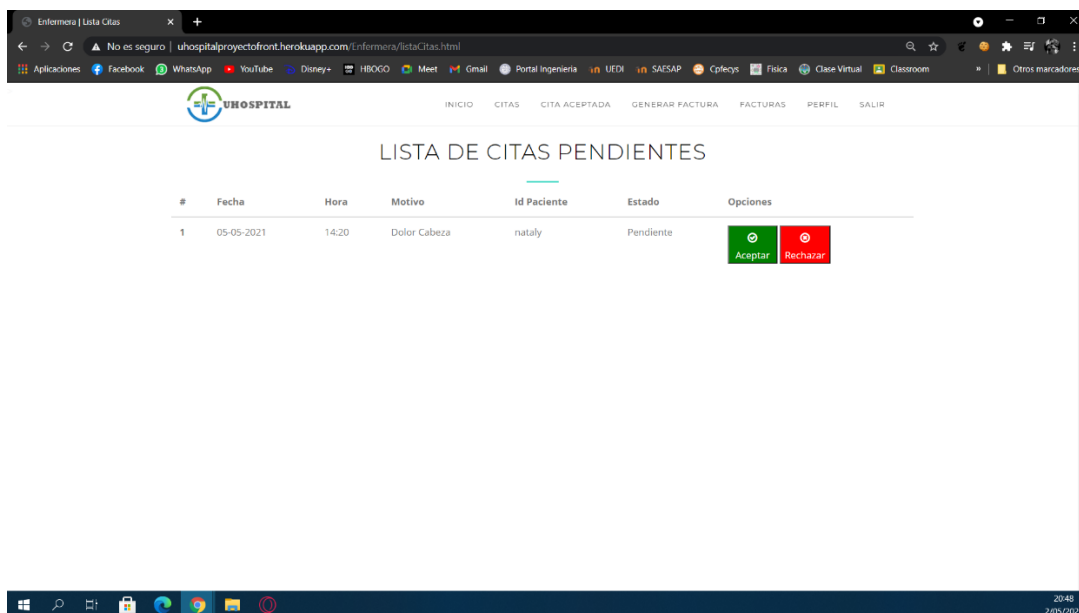 Enfermera | Lista Citas
No es seguro | uhospitalproyectofront.herokuapp.com/Enfermera/listaCitas.html
Aplicaciones Facebook WhatsApp YouTube Disney+ HBOGO Meet Gmail Portal Ingenieria UEDI SAESAP Cpfecys Fisica Clase Virtual Classroom » Otros marcadores
UHOSPITAL INICIO CITAS CITA ACEPTADA GENERAR FACTURA FACTURAS PERFIL SALIR
LISTA DE CITAS PENDIENTES
# Fecha Hora Motivo Id Paciente Estado Opciones
1 05-05-2021 14:20 Dolor Cabeza nataly Pendiente Aceptar Rechazar
20:48
2/05/202